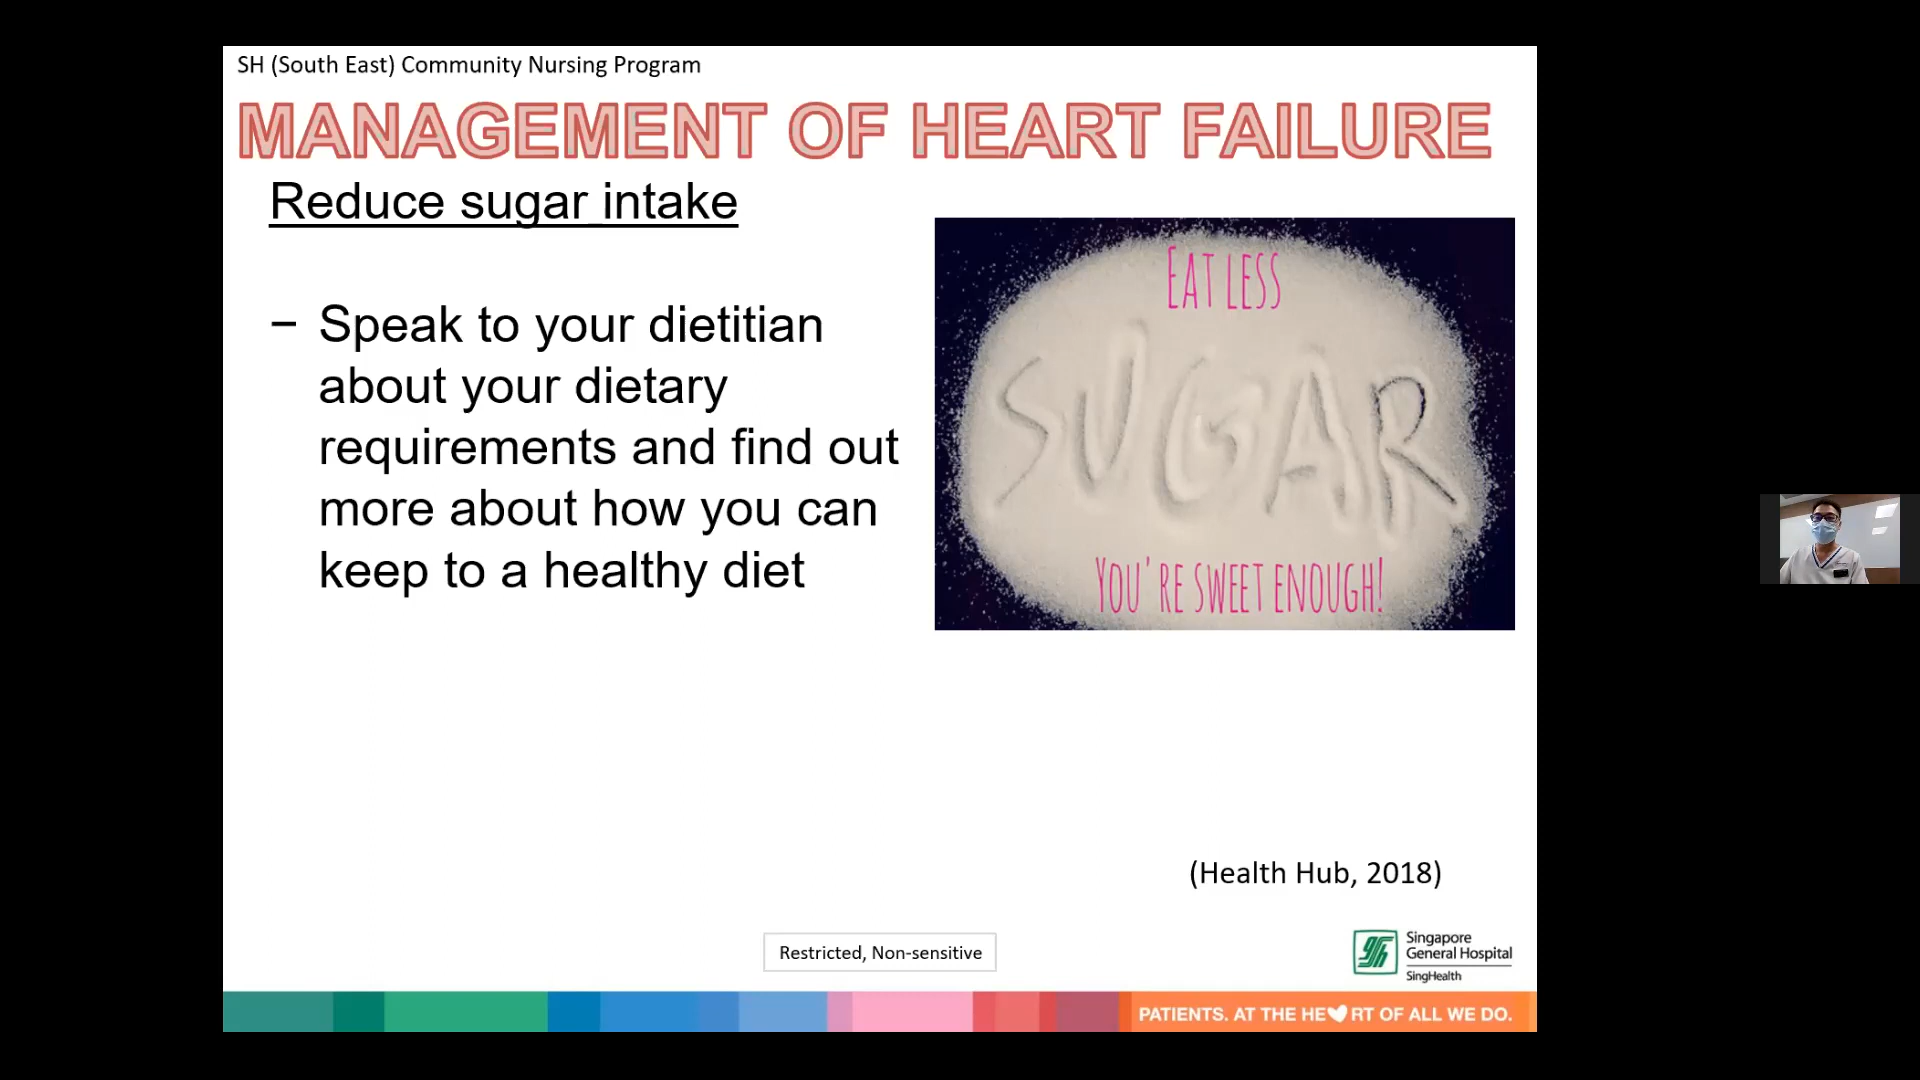 SH (South East) Community Nursing Program
MANAGEMENT OF HEART FAILURE
Reduce sugar intake
− Speak to your dietitian
about your dietary
requirements and find out
more about how you can
keep to a healthy diet
EAT LESS
SUGAR
YOU'RE SWEET ENOUGH!
(Health Hub, 2018)
Restricted, Non-sensitive
Singapore
General Hospital
SingHealth
PATIENTS. AT THE HE RT OF ALL WE DO.